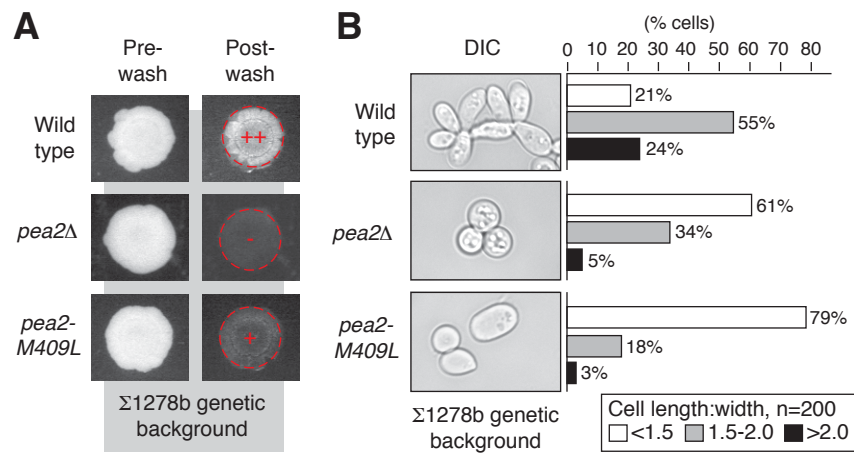 A
Pre-
wash
Post-
wash
Wild
type
++
pea2Δ
-
pea2-
M409L
+
Σ1278b genetic
background
B
DIC
(% cells)
0 10 20 30 40 50 60 70 80
Wild
type
21%
55%
24%
pea2Δ
61%
34%
5%
pea2-
M409L
79%
18%
3%
Σ1278b genetic
background
Cell length:width, n=200
<1.5 1.5-2.0 >2.0